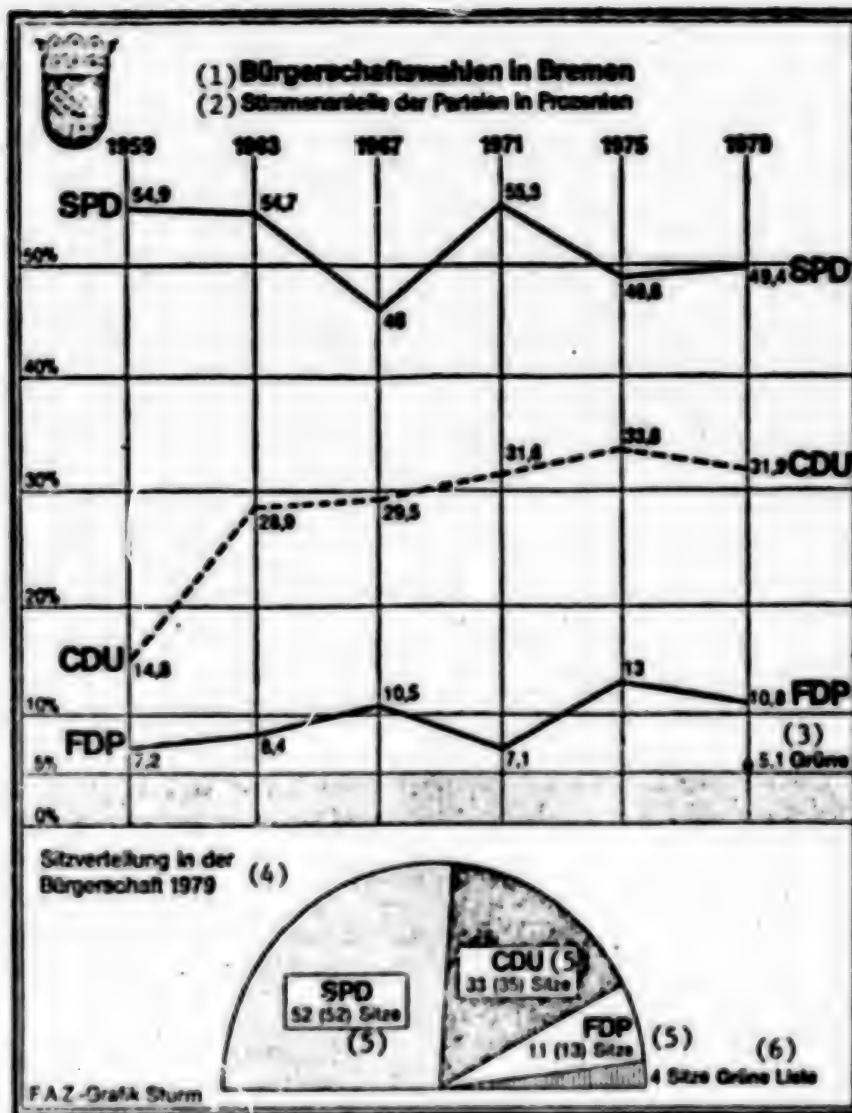 (1) Bürgerschaftswahlen in Bremen
(2) Stimmenanteile der Parteien in Prozenten
1959 1963 1967 1971 1975 1979
SPD 54,9 54,7 46 55,3 48,8 49,4 SPD
50%
40%
33,8
31,6 31,9 CDU
30%
28,9 29,5
20%
CDU 14,8
13
10,5 10,8 FDP
10%
FDP 7,2 8,4 7,1
(3)
5,1 Grüne
5%
0%
Sitzverteilung in der
Bürgerschaft 1979 (4)
CDU (5)
33 (35) Sitze
SPD
52 (52) Sitze
(5)
FDP (5)
11 (13) Sitze
(6)
4 Sitze Grüne Liste
F.A.Z.-Grafik Sturm